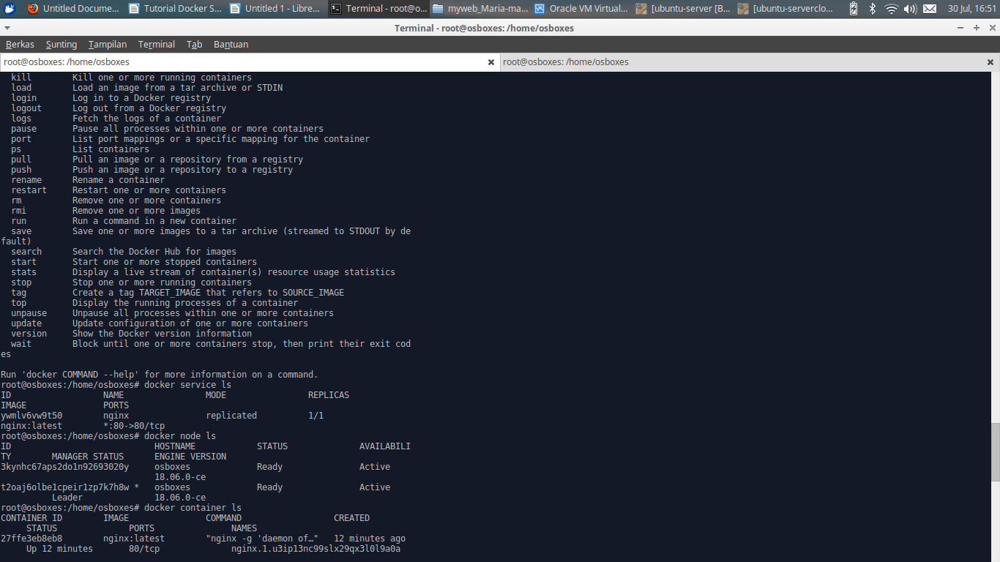 Untitled Docume...
Tutorial Docker S...
Untitled 1 - Libre...
Terminal - root@o...
myweb_Maria-ma...
Oracle VM Virtual...
[ubuntu-server [B...
[ubuntu-serverclo...
30 Jul, 16:51
Terminal - root@osboxes: /home/osboxes
Berkas Sunting Tampilan Terminal Tab Bantuan
root@osboxes: /home/osboxes
root@osboxes: /home/osboxes
kill Kill one or more running containers
load Load an image from a tar archive or STDIN
login Log in to a Docker registry
logout Log out from a Docker registry
logs Fetch the logs of a container
pause Pause all processes within one or more containers
port List port mappings or a specific mapping for the container
ps List containers
pull Pull an image or a repository from a registry
push Push an image or a repository to a registry
rename Rename a container
restart Restart one or more containers
rm Remove one or more containers
rmi Remove one or more images
run Run a command in a new container
save Save one or more images to a tar archive (streamed to STDOUT by de
fault)
search Search the Docker Hub for images
start Start one or more stopped containers
stats Display a live stream of container(s) resource usage statistics
stop Stop one or more running containers
tag Create a tag TARGET_IMAGE that refers to SOURCE_IMAGE
top Display the running processes of a container
unpause Unpause all processes within one or more containers
update Update configuration of one or more containers
version Show the Docker version information
wait Block until one or more containers stop, then print their exit cod
es
Run 'docker COMMAND --help' for more information on a command.
root@osboxes:/home/osboxes# docker service ls
ID NAME MODE REPLICAS
IMAGE PORTS
ywmlv6vw9t50 nginx replicated 1/1
nginx:latest *:80->80/tcp
root@osboxes:/home/osboxes# docker node ls
ID HOSTNAME STATUS AVAILABILI
TY MANAGER STATUS ENGINE VERSION
3kynhc67aps2do1n92693020y osboxes Ready Active
18.06.0-ce
t2oaj6olbe1cpeir1zp7k7h8w * osboxes Ready Active
Leader 18.06.0-ce
root@osboxes:/home/osboxes# docker container ls
CONTAINER ID IMAGE COMMAND CREATED
STATUS PORTS NAMES
27ffe3eb8eb8 nginx:latest "nginx -g 'daemon of…" 12 minutes ago
Up 12 minutes 80/tcp nginx.1.u3ip13nc99slx29qx3l0l9a0a